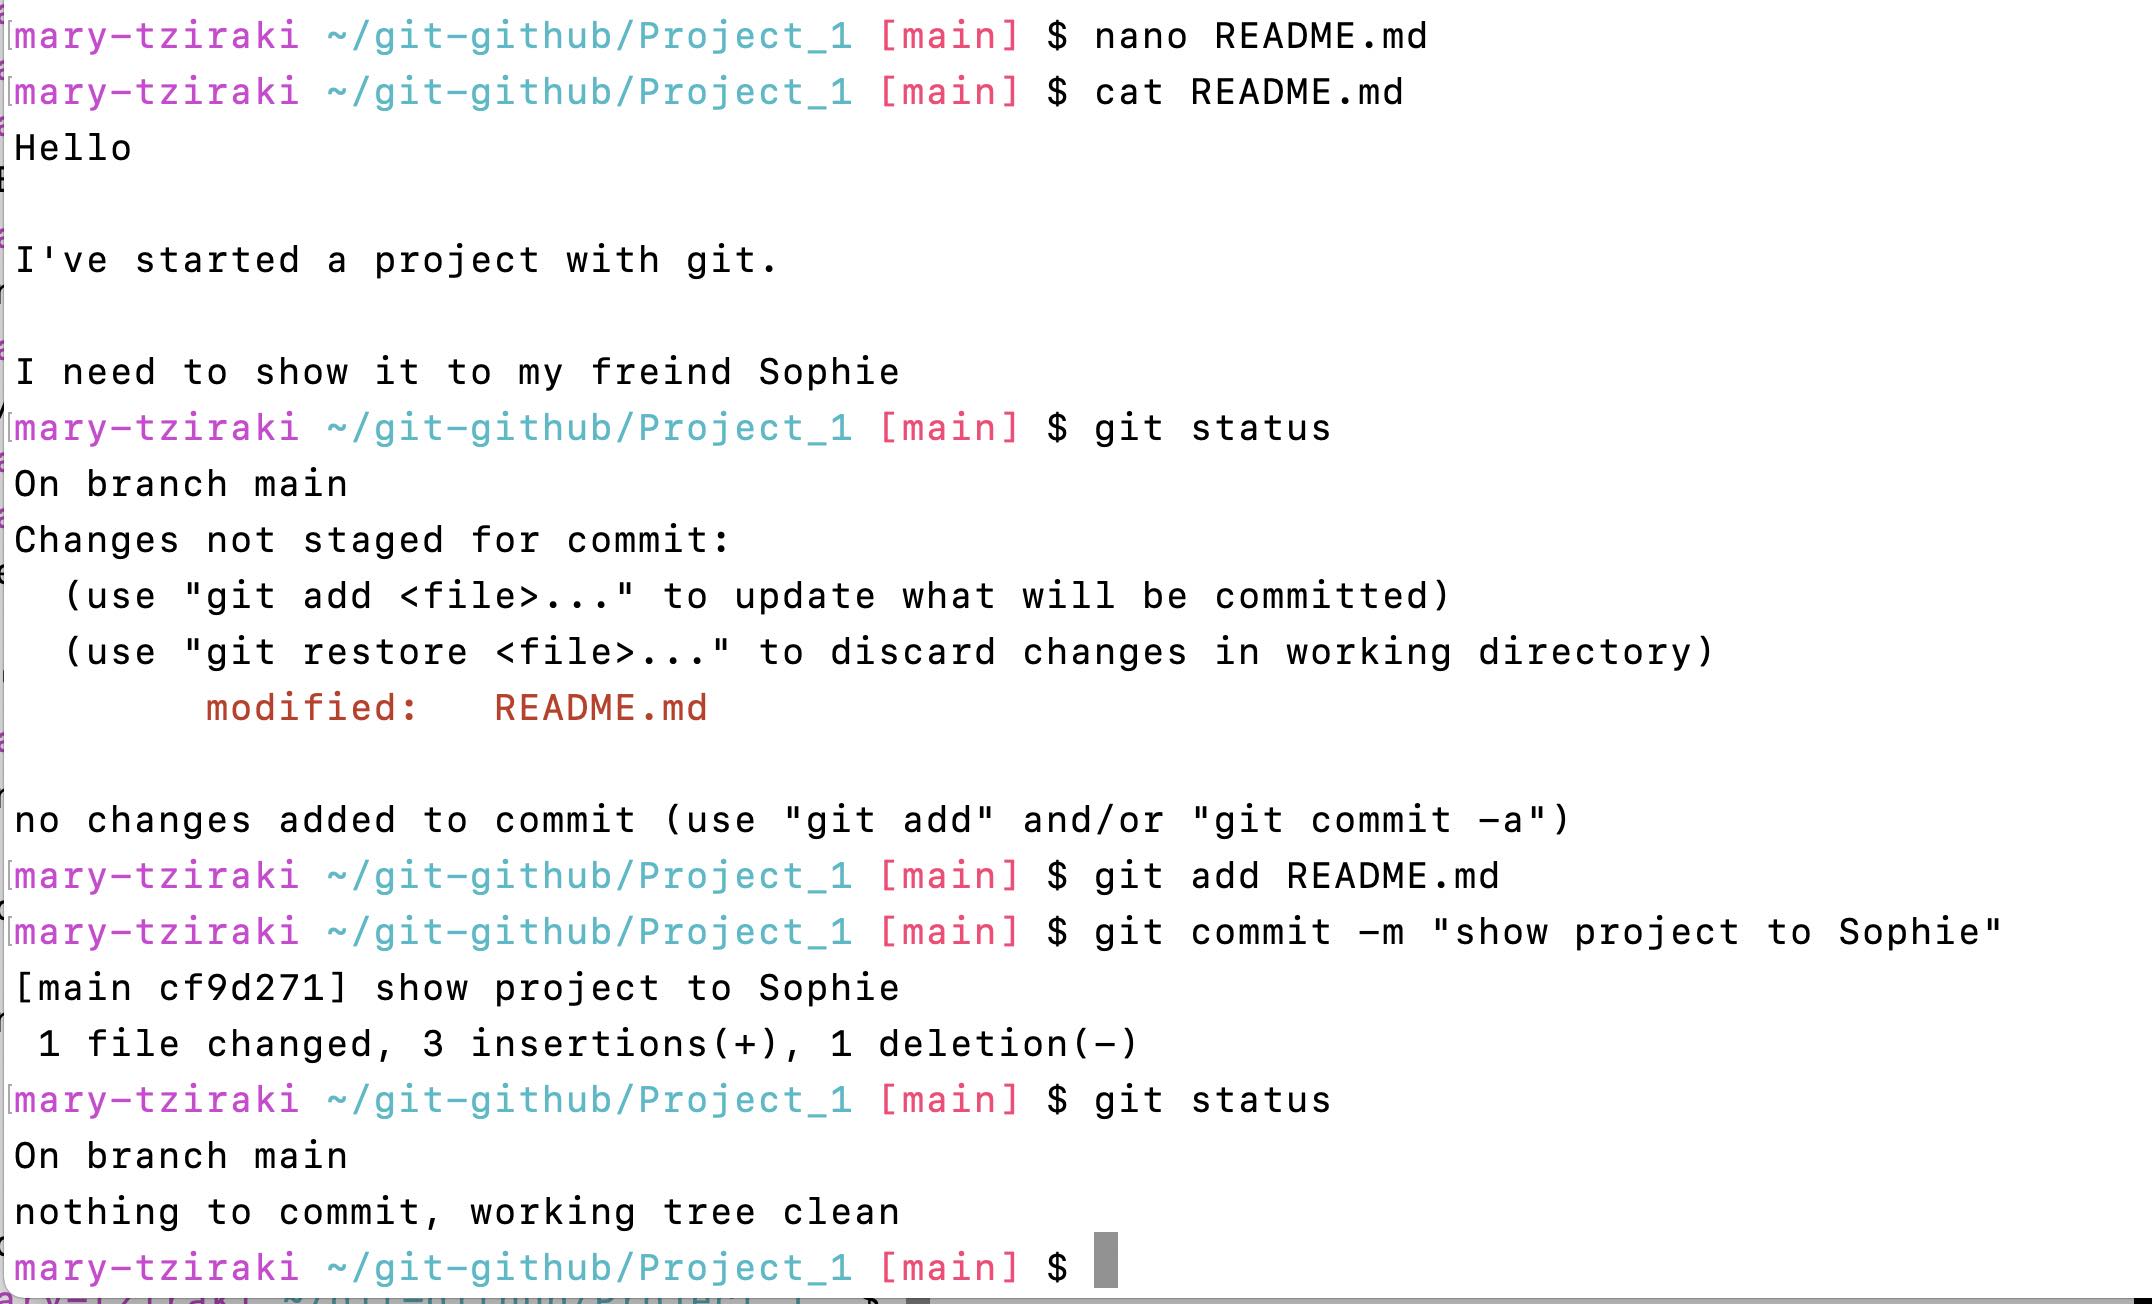 mary-tziraki ~/git-github/Project_1 [main] $ nano README.md
mary-tziraki ~/git-github/Project_1 [main] $ cat README.md
Hello
I've started a project with git.
I need to show it to my freind Sophie
mary-tziraki ~/git-github/Project_1 [main] $ git status
On branch main
Changes not staged for commit:
  (use "git add <file>..." to update what will be committed)
  (use "git restore <file>..." to discard changes in working directory)
        modified:   README.md
no changes added to commit (use "git add" and/or "git commit -a")
mary-tziraki ~/git-github/Project_1 [main] $ git add README.md
mary-tziraki ~/git-github/Project_1 [main] $ git commit -m "show project to Sophie"
[main cf9d271] show project to Sophie
 1 file changed, 3 insertions(+), 1 deletion(-)
mary-tziraki ~/git-github/Project_1 [main] $ git status
On branch main
nothing to commit, working tree clean
mary-tziraki ~/git-github/Project_1 [main] $